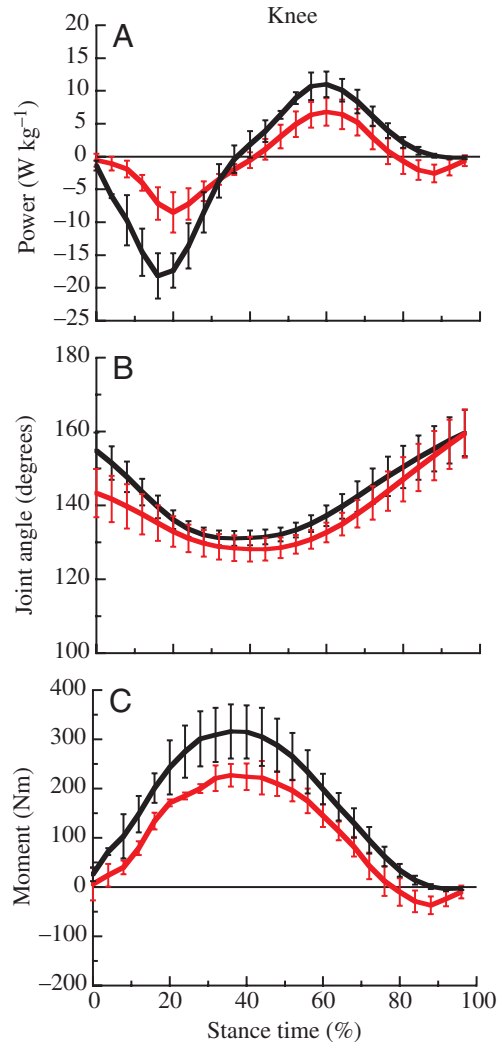 Knee
A
Power (W kg–1)
20
15
10
5
0
–5
–10
–15
–20
–25
B
Joint angle (degrees)
180
160
140
120
100
C
Moment (Nm)
400
300
200
100
0
–100
–200
0 20 40 60 80 100
Stance time (%)